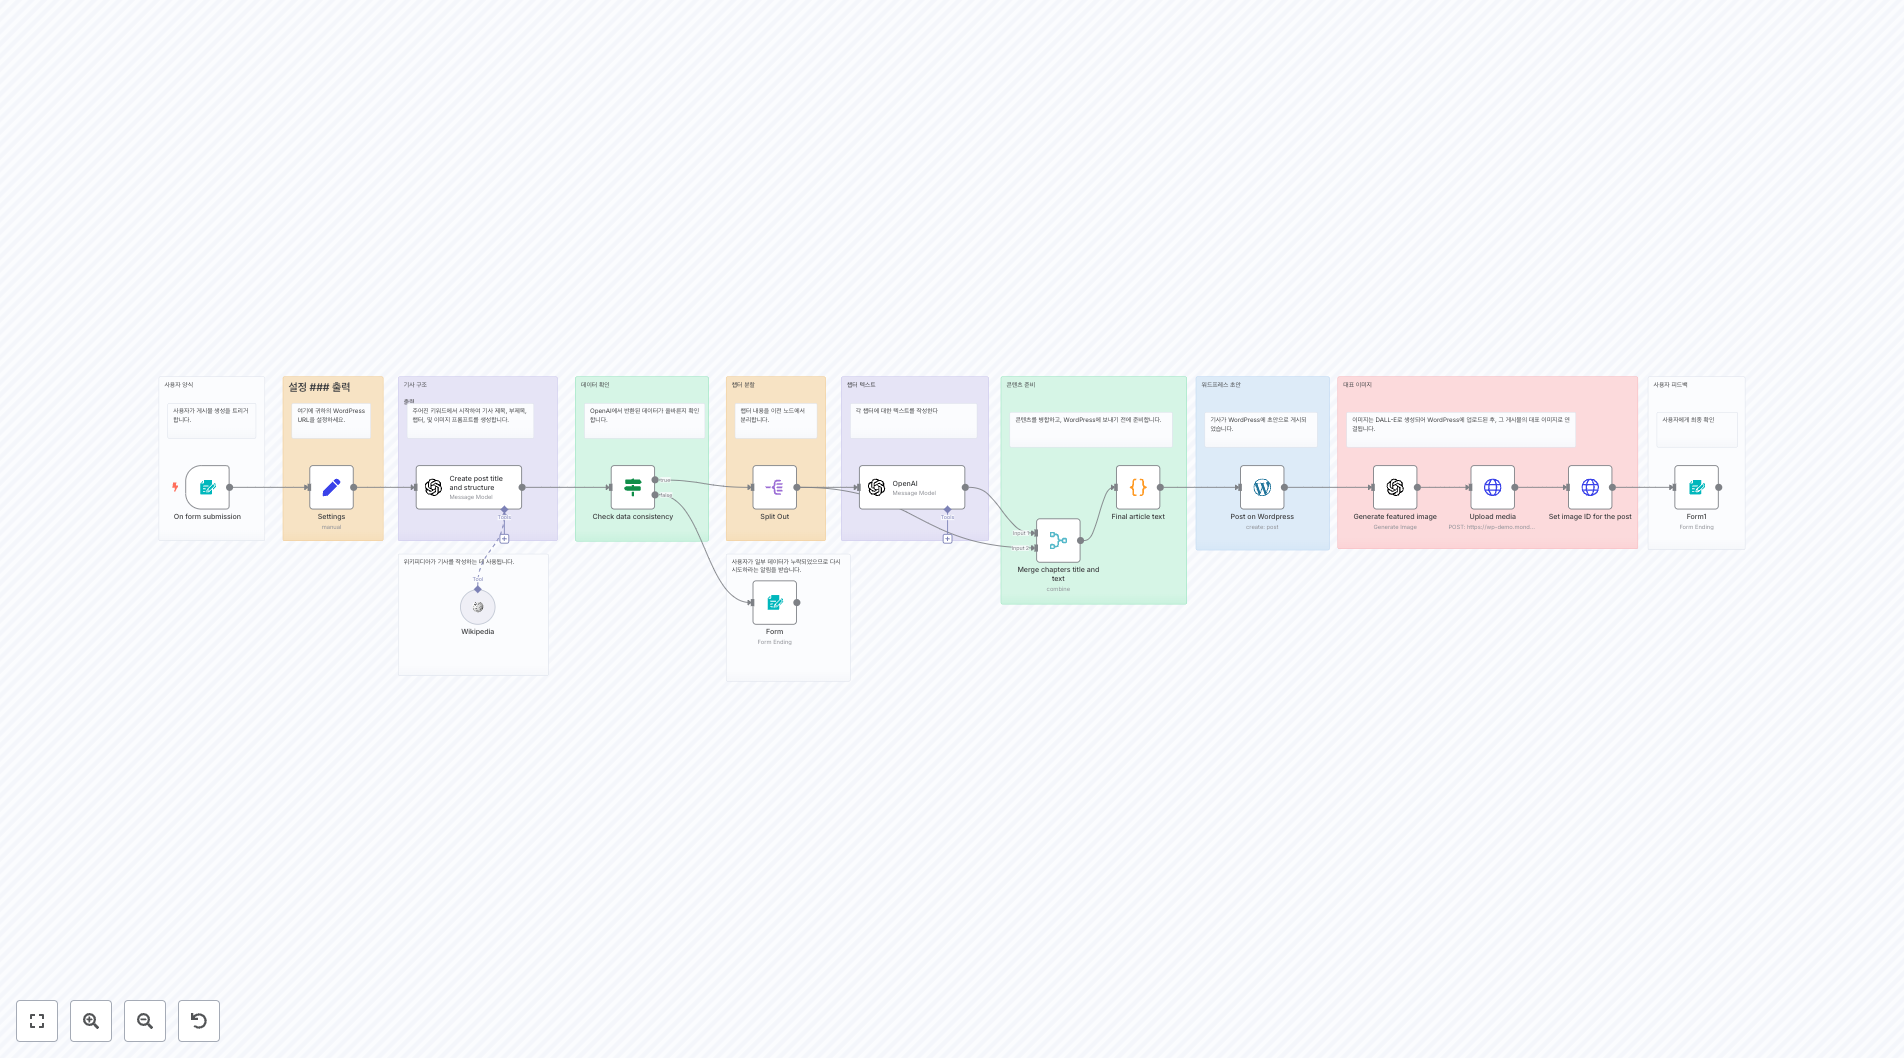 사용자 양식
사용자가 게시물 생성을 트리거
합니다.
On form submission
설정 ### 출력
여기에 귀하의 WordPress
URL을 설정하세요.
Settings
manual
기사 구조
출력
주어진 키워드에서 시작하여 기사 제목, 부제목,
챕터, 및 이미지 프롬프트를 생성합니다.
Create post title
and structure
Message Model
Tools
위키피디아가 기사를 작성하는 데 사용됩니다.
Tool
Wikipedia
데이터 확인
OpenAI에서 반환된 데이터가 올바른지 확인
합니다.
true
false
Check data consistency
챕터 분할
챕터 내용을 이전 노드에서
분리합니다.
Split Out
사용자가 일부 데이터가 누락되었으므로 다시
시도하라는 알림을 받습니다.
Form
Form Ending
챕터 텍스트
각 챕터에 대한 텍스트를 작성한다
OpenAI
Message Model
Tools
콘텐츠 준비
콘텐츠를 병합하고, WordPress에 보내기 전에 준비합니다.
Input 1
Input 2
Merge chapters title and
text
combine
Final article text
워드프레스 초안
기사가 WordPress에 초안으로 게시되
었습니다.
Post on Wordpress
create: post
대표 이미지
이미지는 DALL-E로 생성되어 WordPress에 업로드된 후, 그 게시물의 대표 이미지로 연
결됩니다.
Generate featured image
Generate Image
Upload media
POST: https://wp-demo.mond...
Set image ID for the post
사용자 피드백
사용자에게 최종 확인
Form1
Form Ending